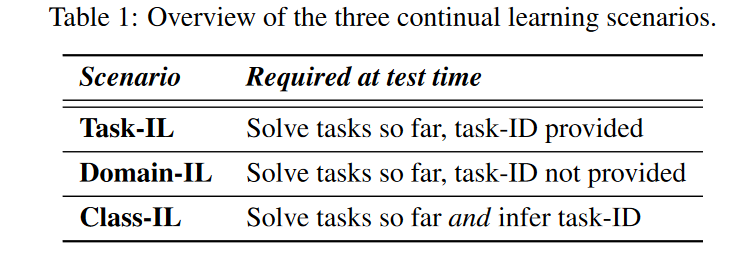 Table 1: Overview of the three continual learning scenarios.
Scenario Required at test time
Task-IL Solve tasks so far, task-ID provided
Domain-IL Solve tasks so far, task-ID not provided
Class-IL Solve tasks so far and infer task-ID